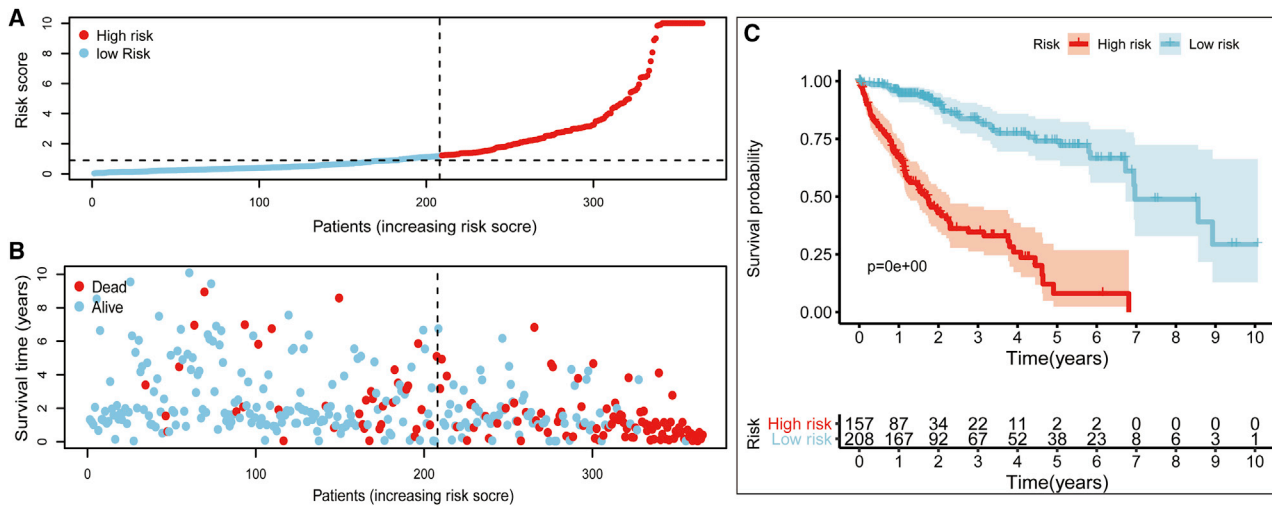 A
High risk
low Risk
Risk score
0 2 4 6 8 10
0 100 200 300
Patients (increasing risk socre)
B
Dead
Alive
Survival time (years)
0 2 4 6 8 10
0 100 200 300
Patients (increasing risk socre)
C
Risk High risk Low risk
Survival probability
1.00
0.75
0.50
0.25
0.00
p=0e+00
0 1 2 3 4 5 6 7 8 9 10
Time(years)
Risk
High risk 157 87 34 22 11 2 2 0 0 0 0
Low risk 208 167 92 67 52 38 23 8 6 3 1
0 1 2 3 4 5 6 7 8 9 10
Time(years)